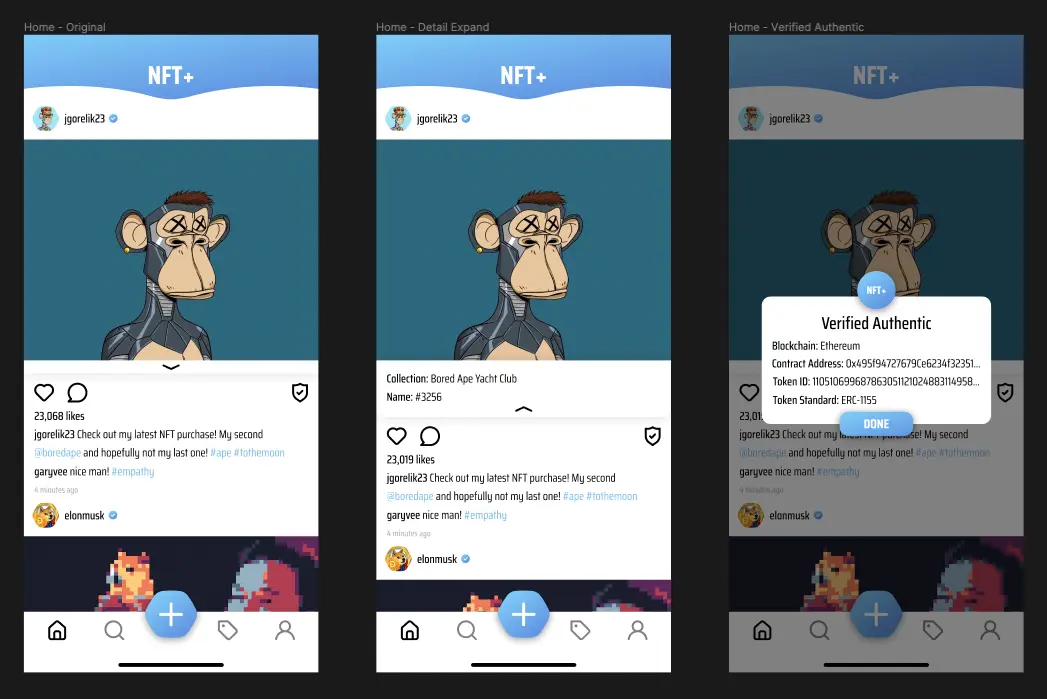 Home - Original
NFT+
jgorelik23
23,068 likes
jgorelik23 Check out my latest NFT purchase! My second
@boredape and hopefully not my last one! #ape #tothemoon
garyvee nice man! #empathy
4 minutes ago
elonmusk
Home - Detail Expand
NFT+
jgorelik23
Collection: Bored Ape Yacht Club
Name: #3256
23,019 likes
jgorelik23 Check out my latest NFT purchase! My second
@boredape and hopefully not my last one! #ape #tothemoon
garyvee nice man! #empathy
4 minutes ago
elonmusk
Home - Verified Authentic
NFT+
jgorelik23
NFT+
Verified Authentic
Blockchain: Ethereum
Contract Address: 0x495f94727679Ce6234f32351...
Token ID: 110510699687863051121024883114958...
Token Standard: ERC-1155
DONE
jgorelik23 Check out my latest NFT purchase! My second
@boredape and hopefully not my last one! #ape #tothemoon
garyvee nice man! #empathy
4 minutes ago
elonmusk